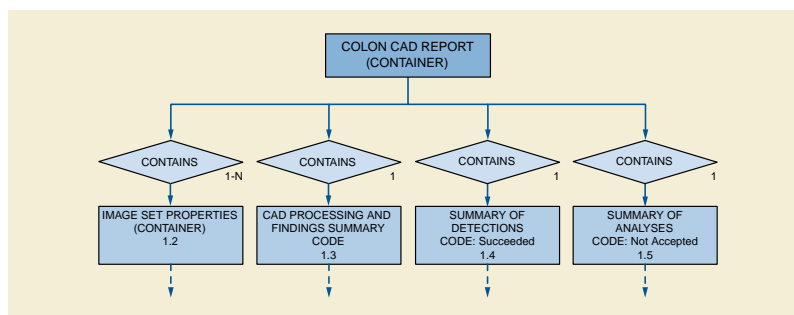 COLON CAD REPORT
(CONTAINER)
CONTAINS
1-N
CONTAINS
1
CONTAINS
1
CONTAINS
1
IMAGE SET PROPERTIES
(CONTAINER)
1.2
CAD PROCESSING AND
FINDINGS SUMMARY
CODE
1.3
SUMMARY OF
DETECTIONS
CODE: Succeeded
1.4
SUMMARY OF
ANALYSES
CODE: Not Accepted
1.5